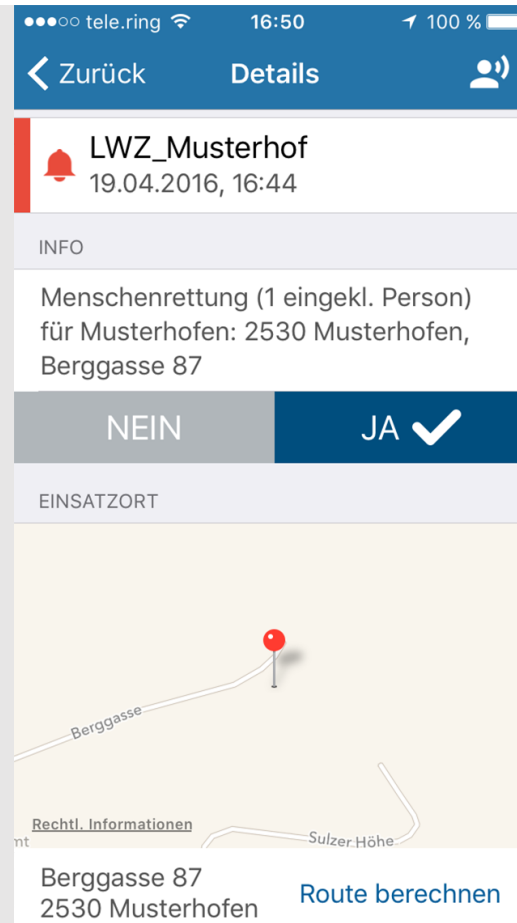 tele.ring 16:50 100 %
Zurück Details
LWZ_Musterhof
19.04.2016, 16:44
INFO
Menschenrettung (1 eingekl. Person)
für Musterhofen: 2530 Musterhofen,
Berggasse 87
NEIN JA
EINSATZORT
Berggasse
Rechtl. Informationen
mt
Sulzer Höhe
Berggasse 87
2530 Musterhofen
Route berechnen